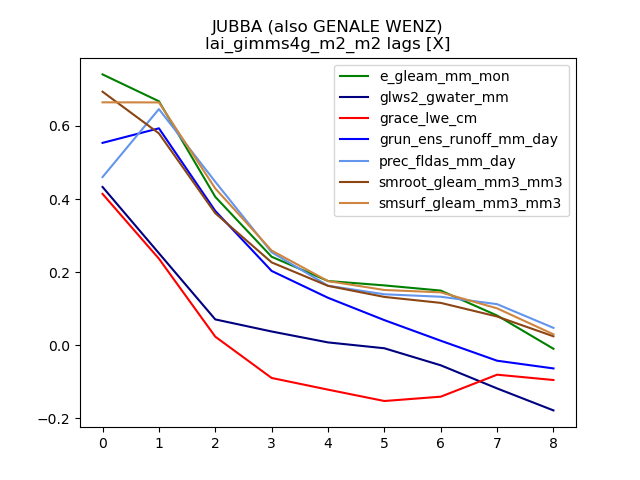 JUBBA (also GENALE WENZ)
lai_gimms4g_m2_m2 lags [X]
e_gleam_mm_mon
glws2_gwater_mm
grace_lwe_cm
grun_ens_runoff_mm_day
prec_fldas_mm_day
smroot_gleam_mm3_mm3
smsurf_gleam_mm3_mm3
0.6
0.4
0.2
0.0
−0.2
0 1 2 3 4 5 6 7 8